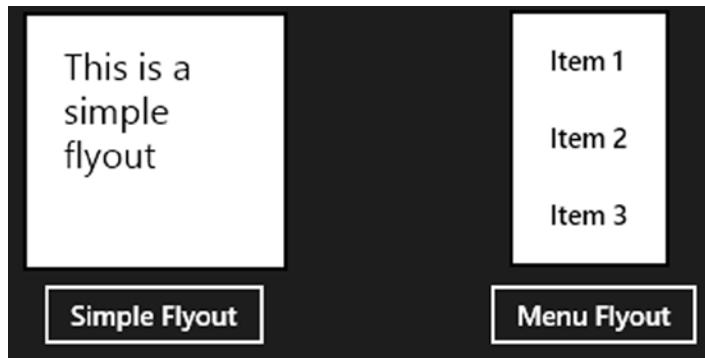 This is a
simple
flyout
Simple Flyout
Item 1
Item 2
Item 3
Menu Flyout